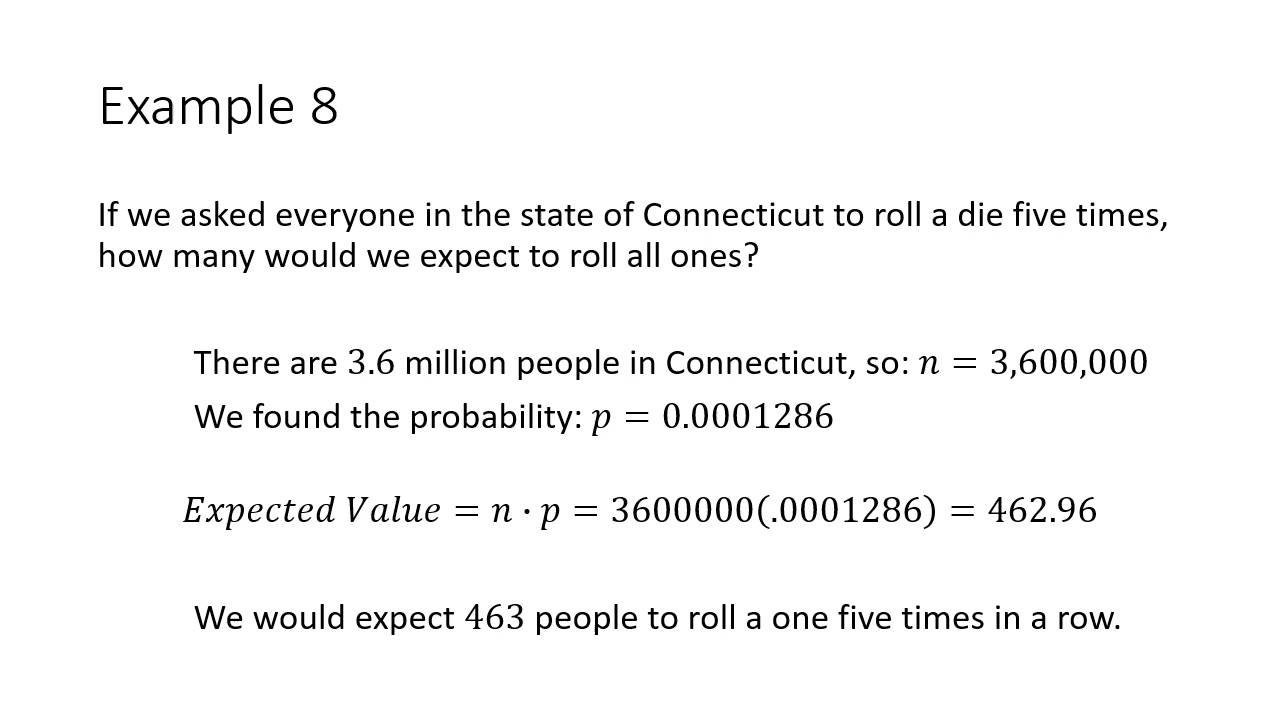 Example 8
If we asked everyone in the state of Connecticut to roll a die five times,
how many would we expect to roll all ones?
There are 3.6 million people in Connecticut, so: n = 3,600,000
We found the probability: p = 0.0001286
Expected Value = n · p = 3600000(.0001286) = 462.96
We would expect 463 people to roll a one five times in a row.